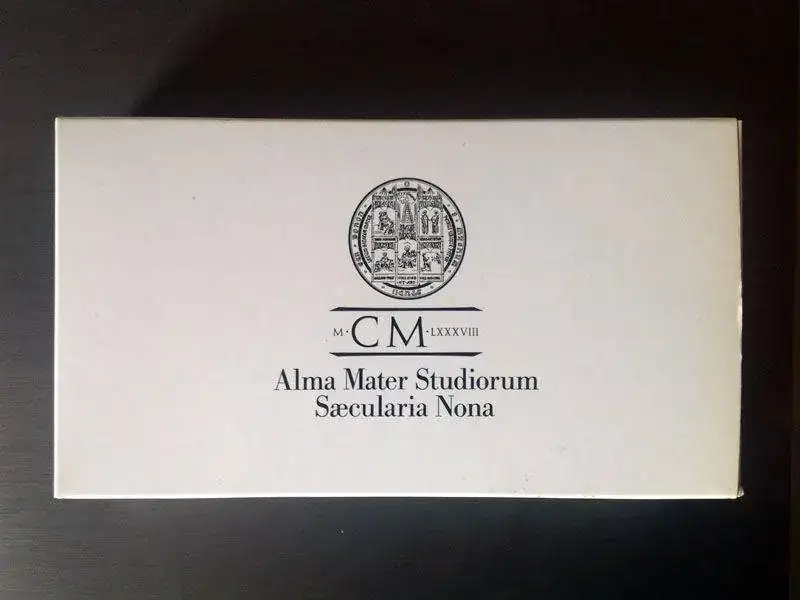 M·CM·LXXXVIII
Alma Mater Studiorum
Sæcularia Nona